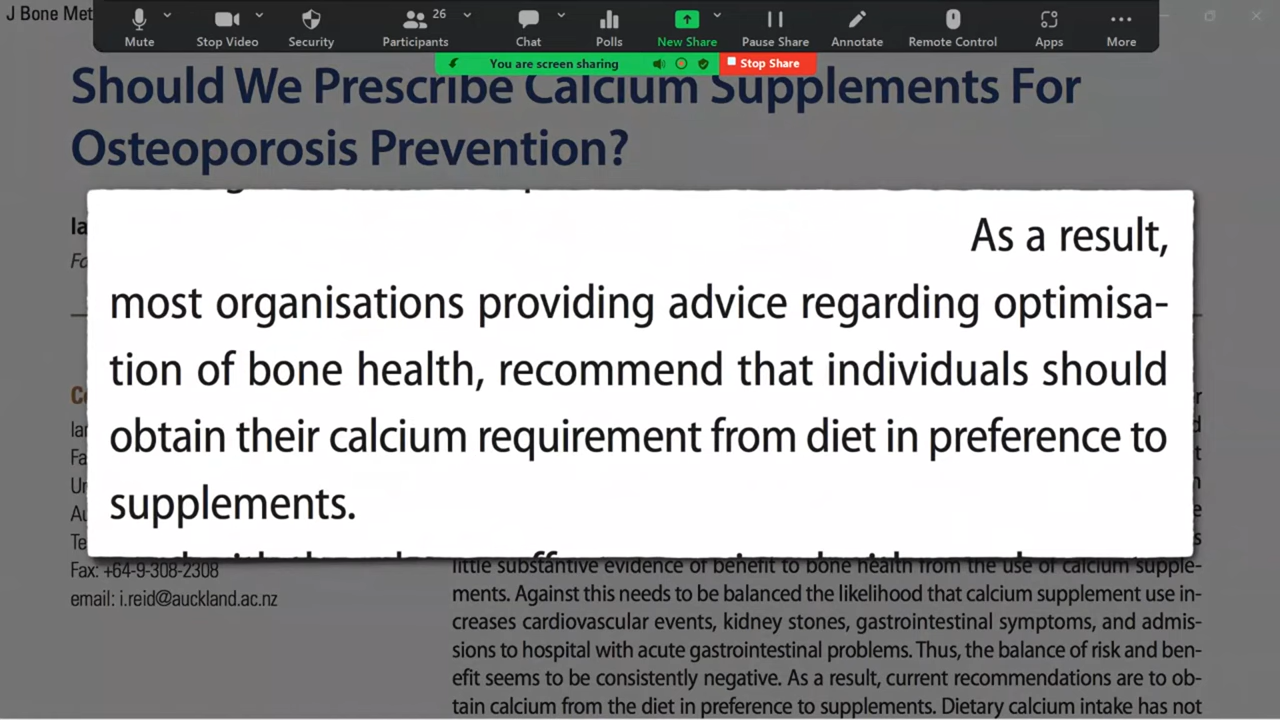 J Bone Met
26
Mute
Stop Video
Security
Participants
Chat
Polls
New Share
Pause Share
Annotate
Remote Control
Apps
More
You are screen sharing
Stop Share
Should We Prescribe Calcium Supplements For
Osteoporosis Prevention?
As a result,
most organisations providing advice regarding optimisa-
tion of bone health, recommend that individuals should
obtain their calcium requirement from diet in preference to
supplements.
Fax: +64-9-308-2308
email: i.reid@auckland.ac.nz
little substantive evidence of benefit to bone health from the use of calcium supple-
ments. Against this needs to be balanced the likelihood that calcium supplement use in-
creases cardiovascular events, kidney stones, gastrointestinal symptoms, and admis-
sions to hospital with acute gastrointestinal problems. Thus, the balance of risk and ben-
efit seems to be consistently negative. As a result, current recommendations are to ob-
tain calcium from the diet in preference to supplements. Dietary calcium intake has not